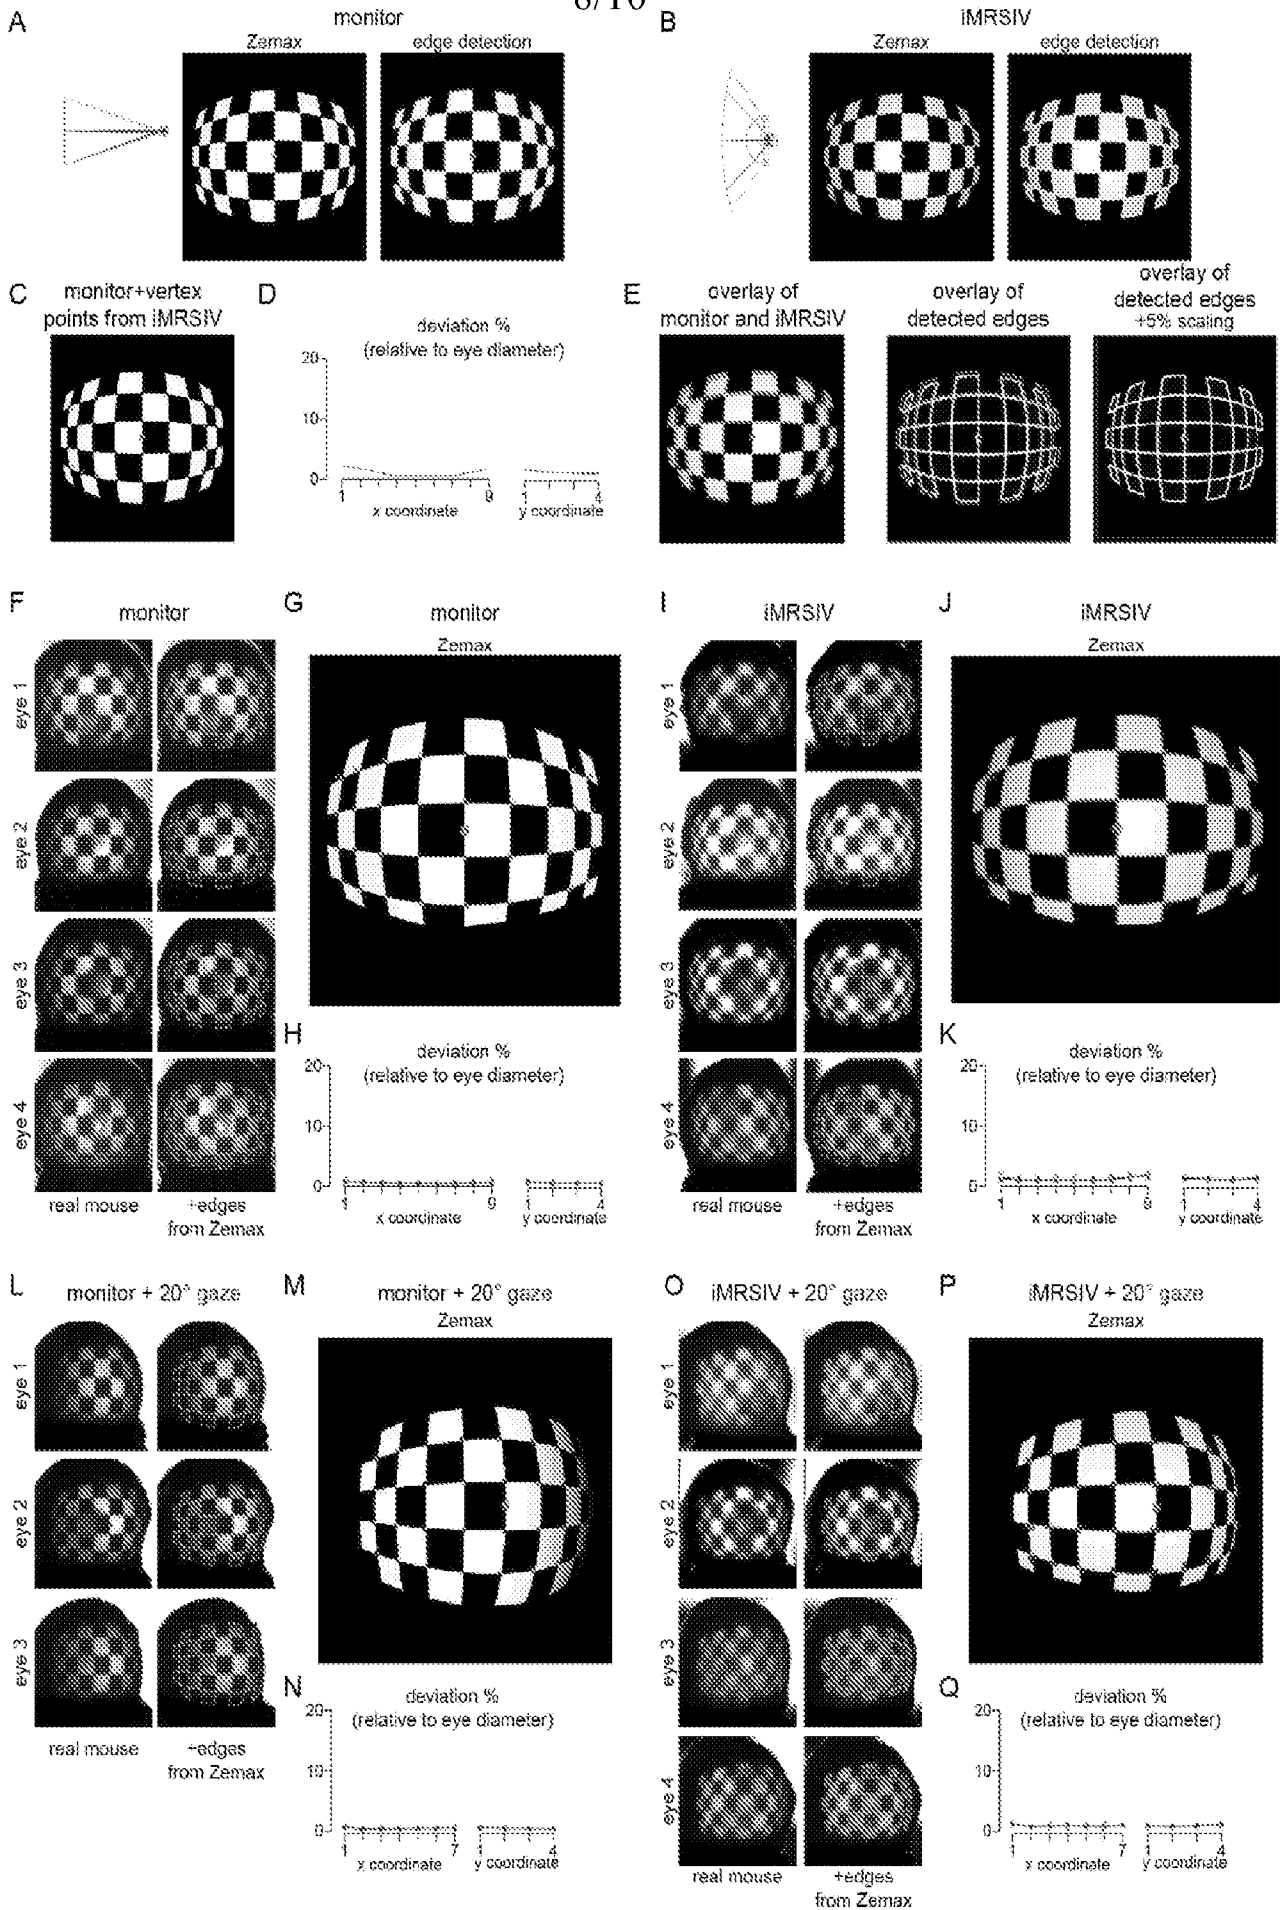 8/10
A
monitor
Zemax
edge detection
B
iMRSIV
Zemax
edge detection
C
monitor+vertex
points from iMRSIV
D
deviation %
(relative to eye diameter)
20
10
0
1
9
x coordinate
1
4
y coordinate
E
overlay of
monitor and iMRSIV
overlay of
detected edges
overlay of
detected edges
+5% scaling
F
monitor
eye 1
eye 2
eye 3
eye 4
real mouse
+edges
from Zemax
G
monitor
Zemax
H
deviation %
(relative to eye diameter)
20
10
0
1
9
x coordinate
1
4
y coordinate
I
iMRSIV
eye 1
eye 2
eye 3
eye 4
real mouse
+edges
from Zemax
J
iMRSIV
Zemax
K
deviation %
(relative to eye diameter)
20
10
0
1
9
x coordinate
1
4
y coordinate
L
monitor + 20° gaze
eye 1
eye 2
eye 3
real mouse
+edges
from Zemax
M
monitor + 20° gaze
Zemax
N
deviation %
(relative to eye diameter)
20
10
0
1
7
x coordinate
1
4
y coordinate
O
iMRSIV + 20° gaze
eye 1
eye 2
eye 3
eye 4
real mouse
+edges
from Zemax
P
iMRSIV + 20° gaze
Zemax
Q
deviation %
(relative to eye diameter)
20
10
0
1
7
x coordinate
1
4
y coordinate